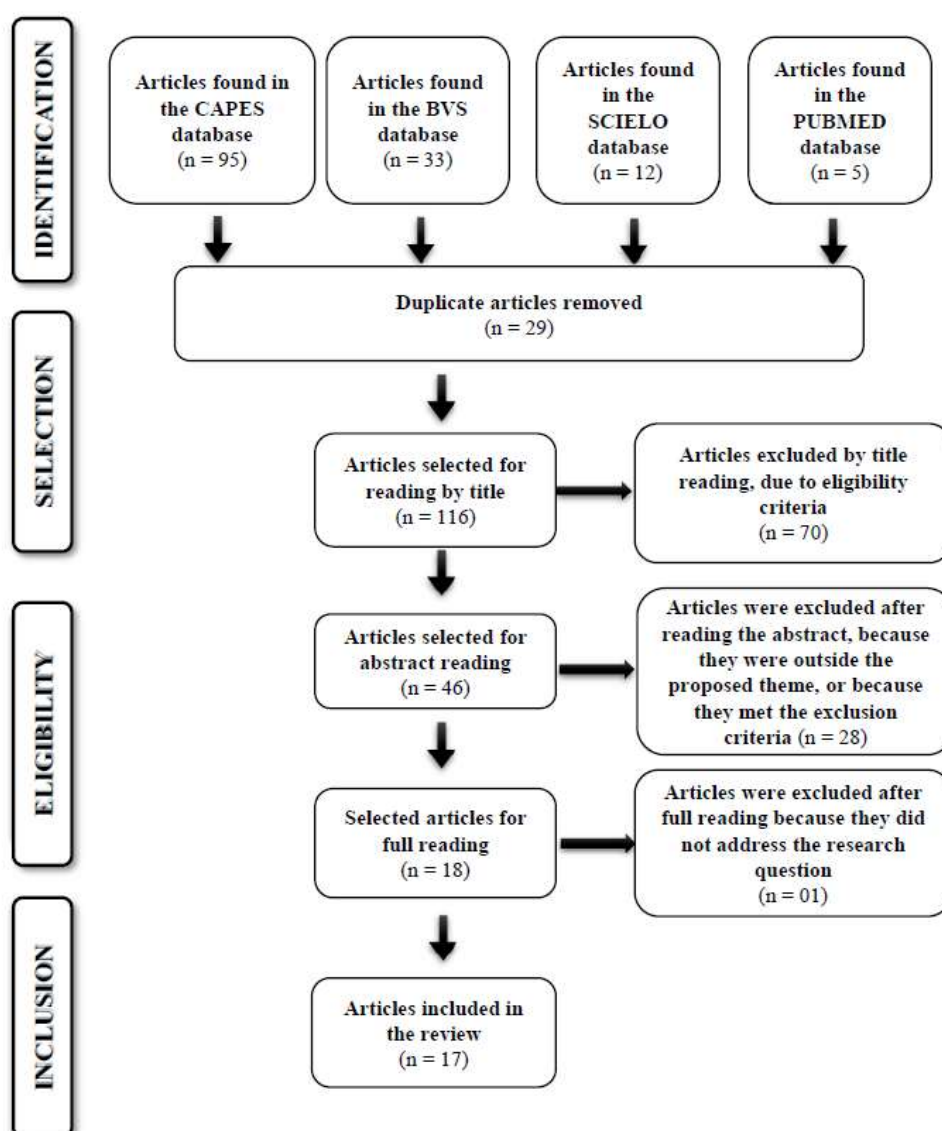 IDENTIFICATION
Articles found in
the CAPES
database
(n = 95)
Articles found
in the BVS
database
(n = 33)
Articles found
in the
SCIELO
database
(n = 12)
Articles found
in the
PUBMED
database
(n = 5)
Duplicate articles removed
(n = 29)
SELECTION
Articles selected for
reading by title
(n = 116)
Articles excluded by title
reading, due to eligibility
criteria
(n = 70)
ELIGIBILITY
Articles selected for
abstract reading
(n = 46)
Articles were excluded after
reading the abstract, because
they were outside the
proposed theme, or because
they met the exclusion
criteria (n = 28)
Selected articles for
full reading
(n = 18)
Articles were excluded after
full reading because they did
not address the research
question
(n = 01)
INCLUSION
Articles included in
the review
(n = 17)